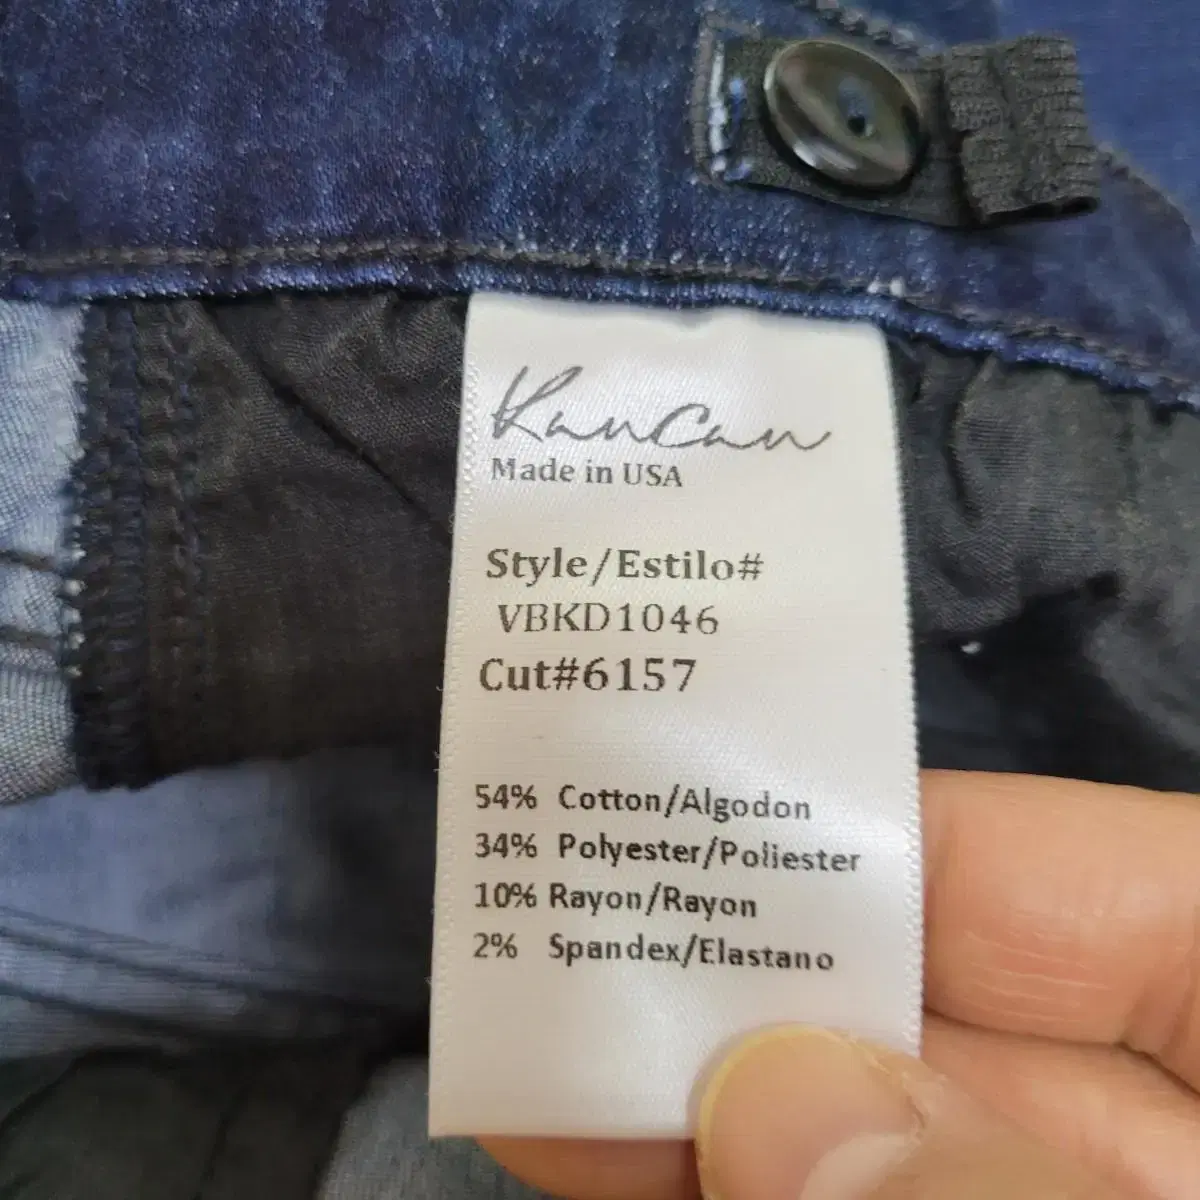 KanCan
Made in USA
Style/Estilo#
VBKD1046
Cut#6157
54% Cotton/Algodon
34% Polyester/Poliester
10% Rayon/Rayon
2% Spandex/Elastano